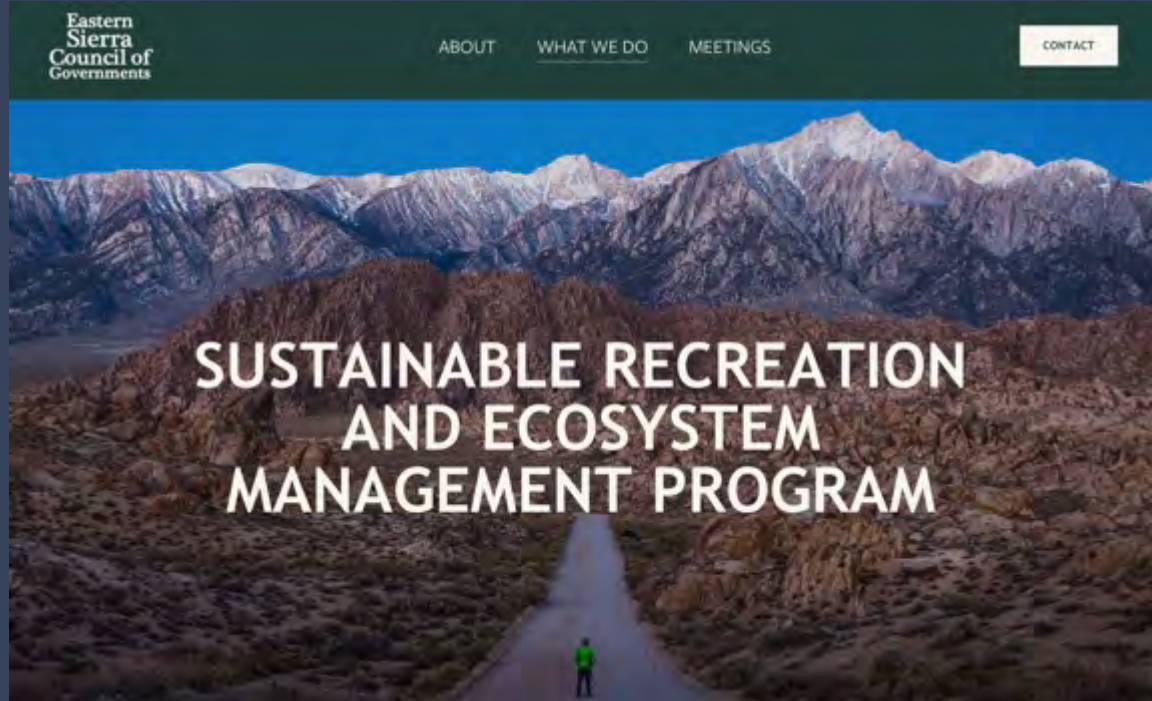 Eastern
Sierra
Council of
Governments
ABOUT WHAT WE DO MEETINGS
CONTACT
SUSTAINABLE RECREATION
AND ECOSYSTEM
MANAGEMENT PROGRAM